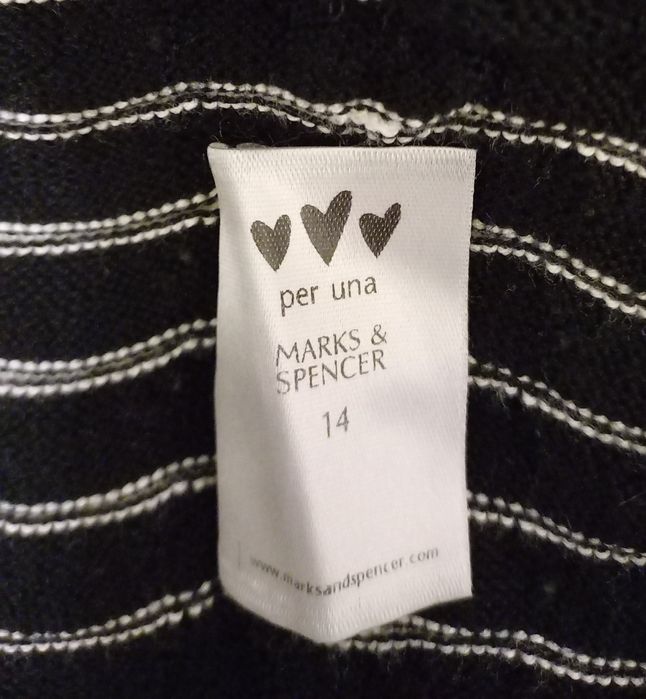 per una
MARKS &
SPENCER
14
www.marksandspencer.com